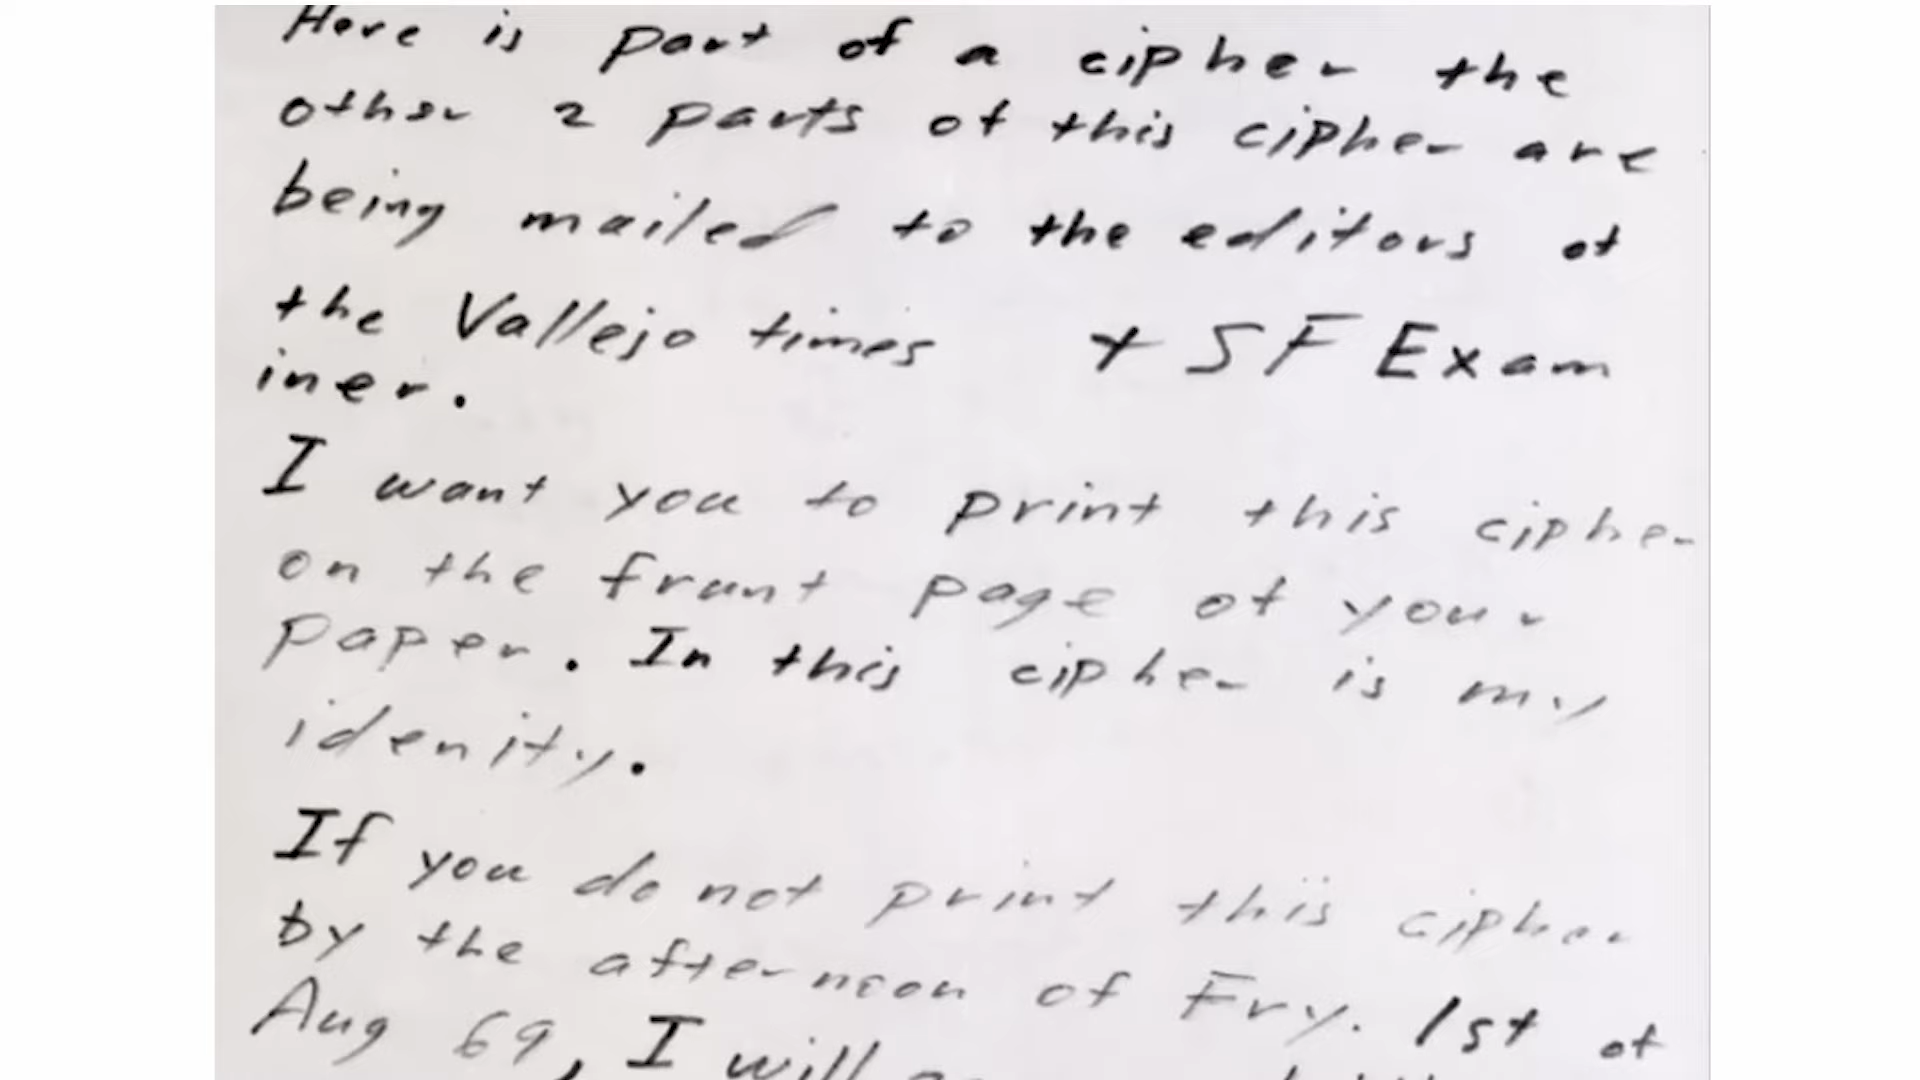 Here is part of a cipher the
other 2 parts of this cipher are
being mailed to the editors of
the Vallejo times + SF Exam
iner.
I want you to print this cipher
on the frunt page of your
paper. In this cipher is my
idenity.
If you do not print this cipher
by the afternoon of Fry. 1st of
Aug 69, I will